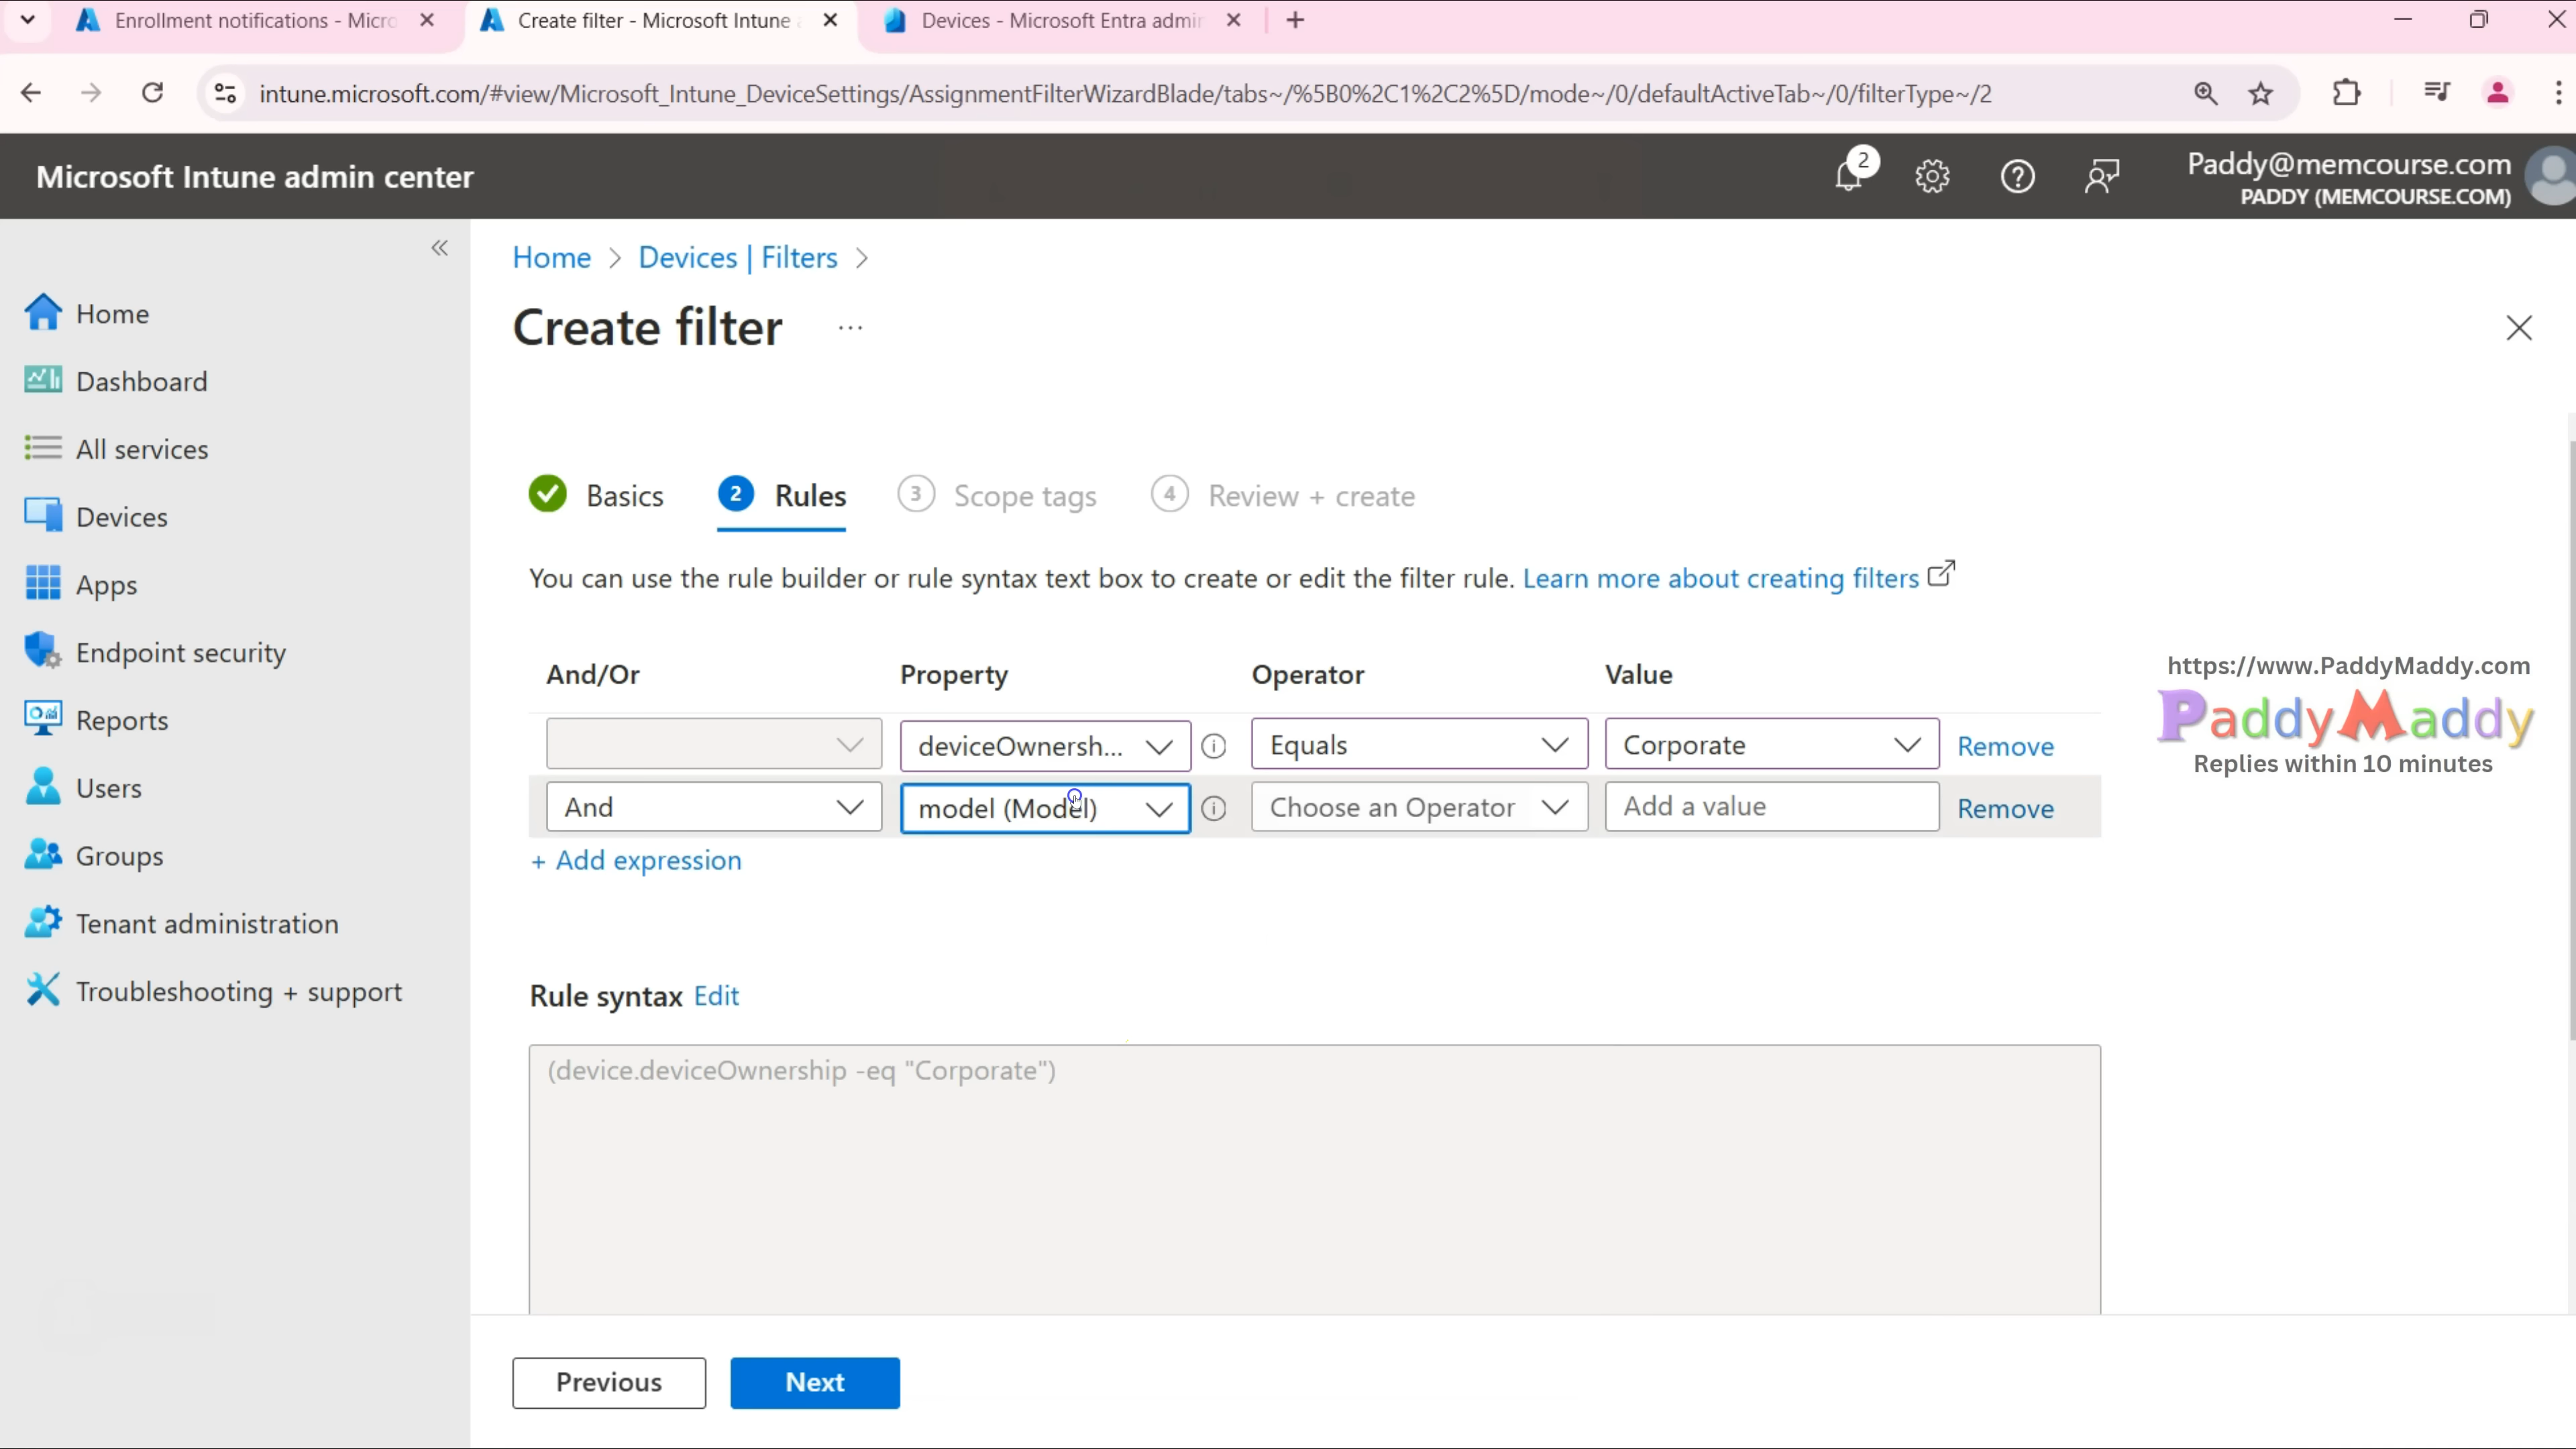 Enrollment notifications - Micro
Create filter - Microsoft Intune a
Devices - Microsoft Entra admin
intune.microsoft.com/#view/Microsoft_Intune_DeviceSettings/AssignmentFilterWizardBlade/tabs~/%5B0%2C1%2C2%5D/mode~/0/defaultActiveTab~/0/filterType~/2
Microsoft Intune admin center
2
Paddy@memcourse.com
PADDY (MEMCOURSE.COM)
Home
Dashboard
All services
Devices
Apps
Endpoint security
Reports
Users
Groups
Tenant administration
Troubleshooting + support
Home > Devices | Filters >
Create filter ...
Basics 2 Rules 3 Scope tags 4 Review + create
You can use the rule builder or rule syntax text box to create or edit the filter rule. Learn more about creating filters
And/Or Property Operator Value
deviceOwnersh... Equals Corporate Remove
And model (Model) Choose an Operator Add a value Remove
+ Add expression
Rule syntax Edit
(device.deviceOwnership -eq "Corporate")
Previous Next
https://www.PaddyMaddy.com
PaddyMaddy
Replies within 10 minutes